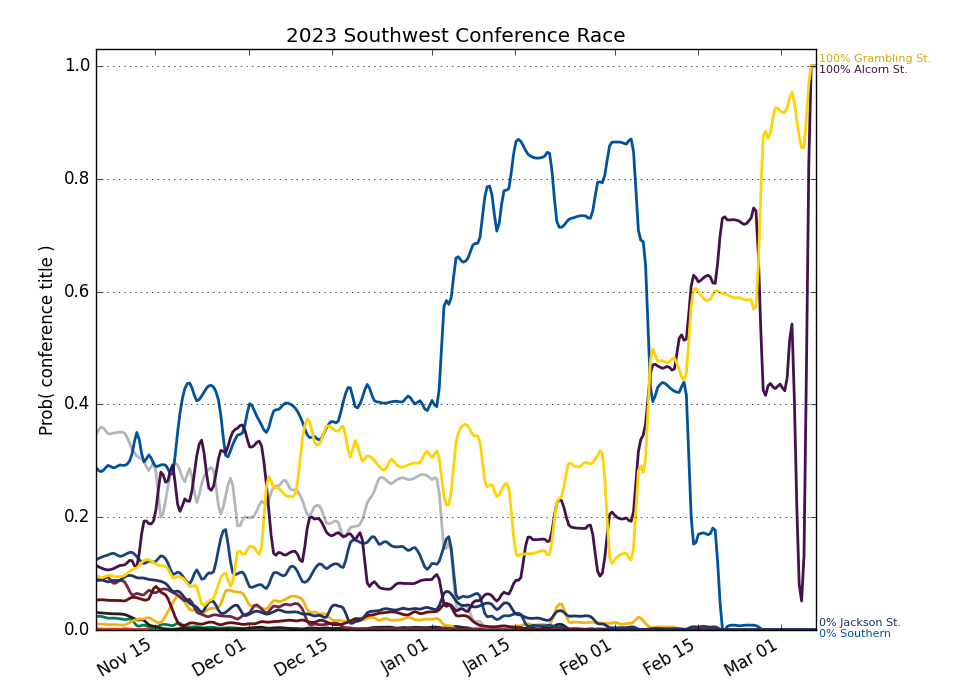 2023 Southwest Conference Race
1.0
0.8
0.6
0.4
0.2
0.0
Prob( conference title )
100% Grambling St.
100% Alcorn St.
0% Jackson St.
0% Southern
Nov 15
Dec 01
Dec 15
Jan 01
Jan 15
Feb 01
Feb 15
Mar 01